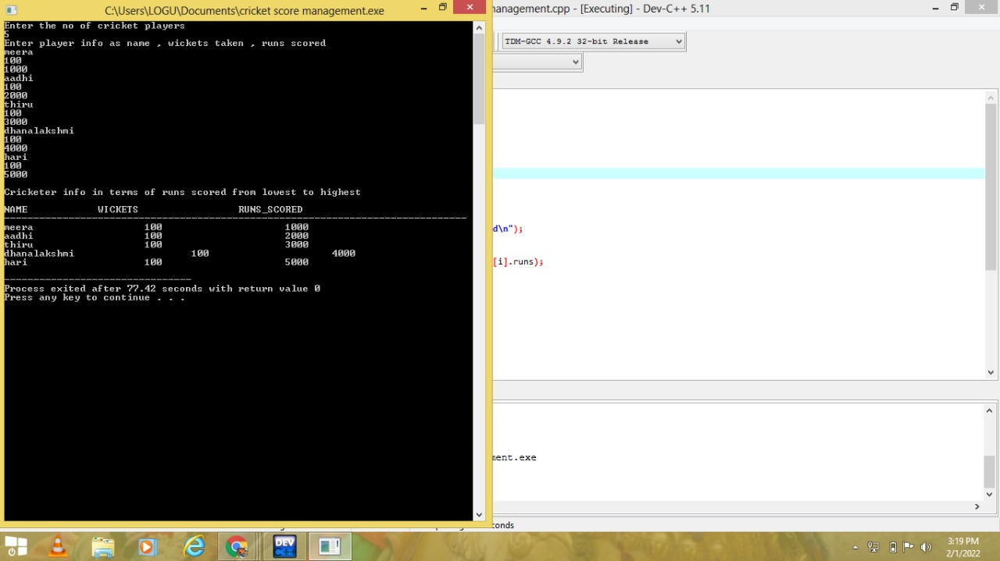 C:\Users\LOGU\Documents\cricket score management.exe
Enter the no of cricket players
5
Enter player info as name , wickets taken , runs scored
meera
100
1000
aadhi
100
2000
thiru
100
3000
dhanalakshmi
100
4000
hari
100
5000
Cricketer info in terms of runs scored from lowest to highest
NAME WICKETS RUNS_SCORED
meera 100 1000
aadhi 100 2000
thiru 100 3000
dhanalakshmi 100 4000
hari 100 5000
Process exited after 77.42 seconds with return value 0
Press any key to continue . . .
anagement.cpp - [Executing] - Dev-C++ 5.11
TDM-GCC 4.9.2 32-bit Release
d\n");
[i].runs);
ment.exe
conds
DEV C++
3:19 PM
2/1/2022